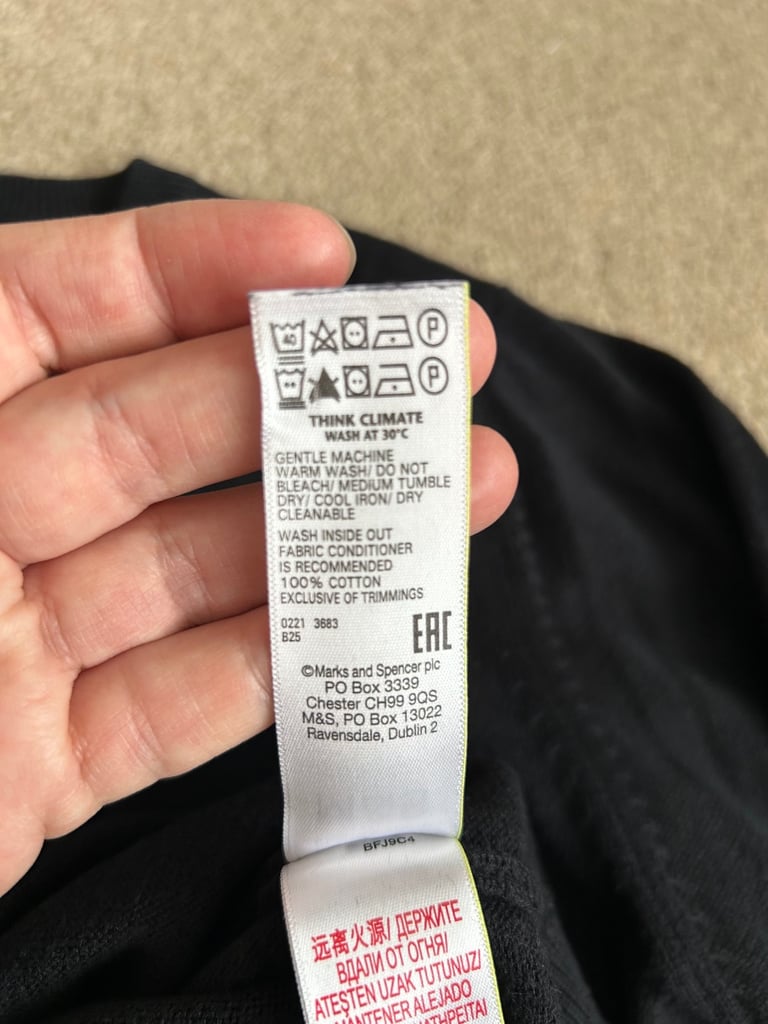 40
P
P
THINK CLIMATE
WASH AT 30°C
GENTLE MACHINE
WARM WASH/ DO NOT
BLEACH/ MEDIUM TUMBLE
DRY/ COOL IRON/ DRY
CLEANABLE
WASH INSIDE OUT
FABRIC CONDITIONER
IS RECOMMENDED
100% COTTON
EXCLUSIVE OF TRIMMINGS
0221 3683
B25
EAC
©Marks and Spencer plc
PO Box 3339
Chester CH99 9QS
M&S, PO Box 13022
Ravensdale, Dublin 2
BFJ9C4
远离火源/ ДЕРЖИТЕ
ВДАЛИ ОТ ОГНЯ/
ATEŞTEN UZAK TUTUNUZ/
MANTENER ALEJADO